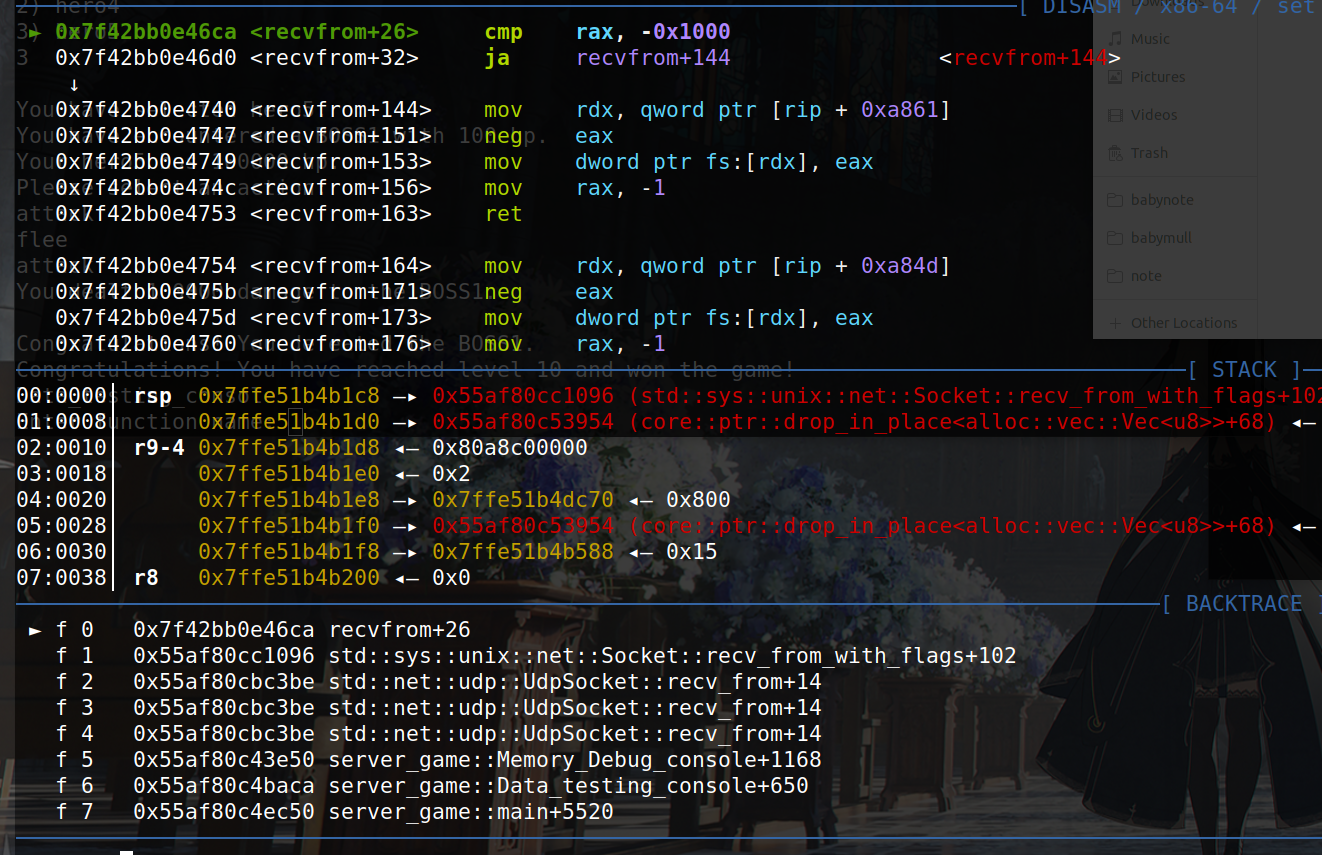 2) hero4
[ DISASM / x86-64 / set
3) ► 0x7f42bb0e46ca <recvfrom+26> cmp rax, -0x1000
3 0x7f42bb0e46d0 <recvfrom+32> ja recvfrom+144 <recvfrom+144>
↓
0x7f42bb0e4740 <recvfrom+144> mov rdx, qword ptr [rip + 0xa861]
0x7f42bb0e4747 <recvfrom+151> neg eax
0x7f42bb0e4749 <recvfrom+153> mov dword ptr fs:[rdx], eax
0x7f42bb0e474c <recvfrom+156> mov rax, -1
0x7f42bb0e4753 <recvfrom+163> ret
flee
0x7f42bb0e4754 <recvfrom+164> mov rdx, qword ptr [rip + 0xa84d]
0x7f42bb0e475b <recvfrom+171> neg eax
0x7f42bb0e475d <recvfrom+173> mov dword ptr fs:[rdx], eax
0x7f42bb0e4760 <recvfrom+176> mov rax, -1
Congratulations! You have reached level 10 and won the game!
[ STACK ]
00:0000│ rsp 0x7ffe51b4b1c8 —▸ 0x55af80cc1096 (std::sys::unix::net::Socket::recv_from_with_flags+102
01:0008│ 0x7ffe51b4b1d0 —▸ 0x55af80c53954 (core::ptr::drop_in_place<alloc::vec::Vec<u8>>+68) ◂—
02:0010│ r9-4 0x7ffe51b4b1d8 ◂— 0x80a8c00000
03:0018│ 0x7ffe51b4b1e0 ◂— 0x2
04:0020│ 0x7ffe51b4b1e8 —▸ 0x7ffe51b4dc70 ◂— 0x800
05:0028│ 0x7ffe51b4b1f0 —▸ 0x55af80c53954 (core::ptr::drop_in_place<alloc::vec::Vec<u8>>+68) ◂—
06:0030│ 0x7ffe51b4b1f8 —▸ 0x7ffe51b4b588 ◂— 0x15
07:0038│ r8 0x7ffe51b4b200 ◂— 0x0
[ BACKTRACE ]
► f 0 0x7f42bb0e46ca recvfrom+26
f 1 0x55af80cc1096 std::sys::unix::net::Socket::recv_from_with_flags+102
f 2 0x55af80cbc3be std::net::udp::UdpSocket::recv_from+14
f 3 0x55af80cbc3be std::net::udp::UdpSocket::recv_from+14
f 4 0x55af80cbc3be std::net::udp::UdpSocket::recv_from+14
f 5 0x55af80c43e50 server_game::Memory_Debug_console+1168
f 6 0x55af80c4baca server_game::Data_testing_console+650
f 7 0x55af80c4ec50 server_game::main+5520
Music
Pictures
Videos
Trash
babynote
babymull
note
+ Other Locations